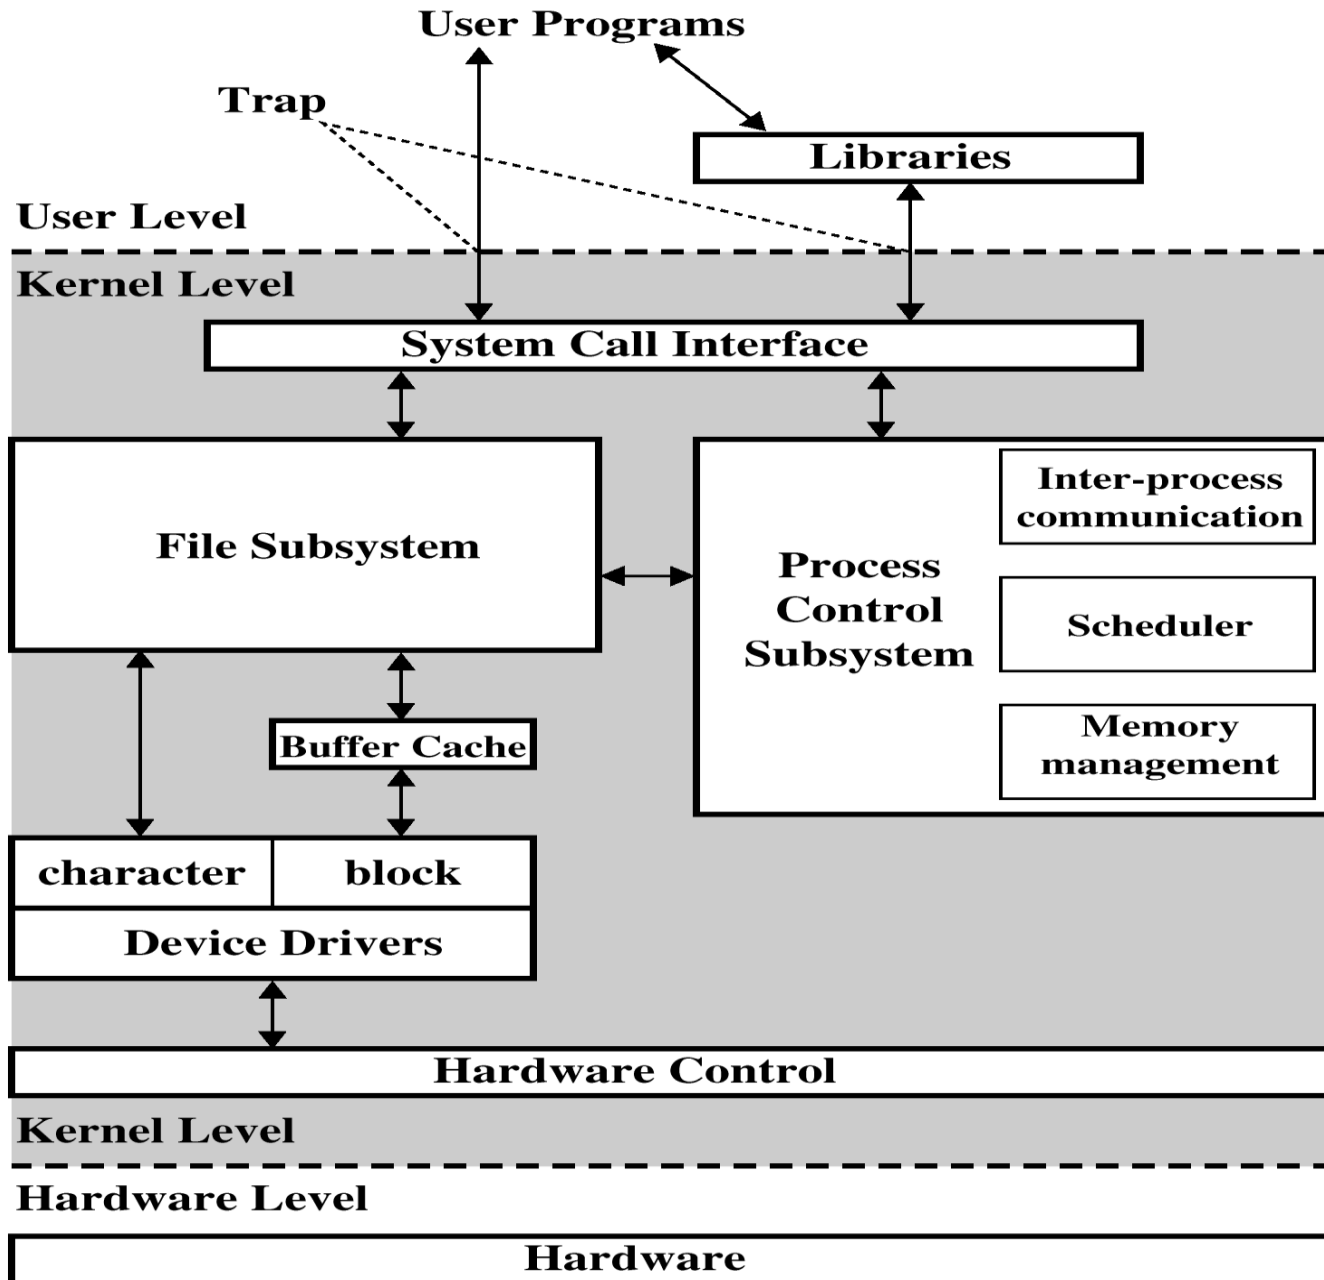 User Programs
Trap
Libraries
User Level
Kernel Level
System Call Interface
File Subsystem
Process
Control
Subsystem
Inter-process
communication
Scheduler
Memory
management
Buffer Cache
character
block
Device Drivers
Hardware Control
Kernel Level
Hardware Level
Hardware